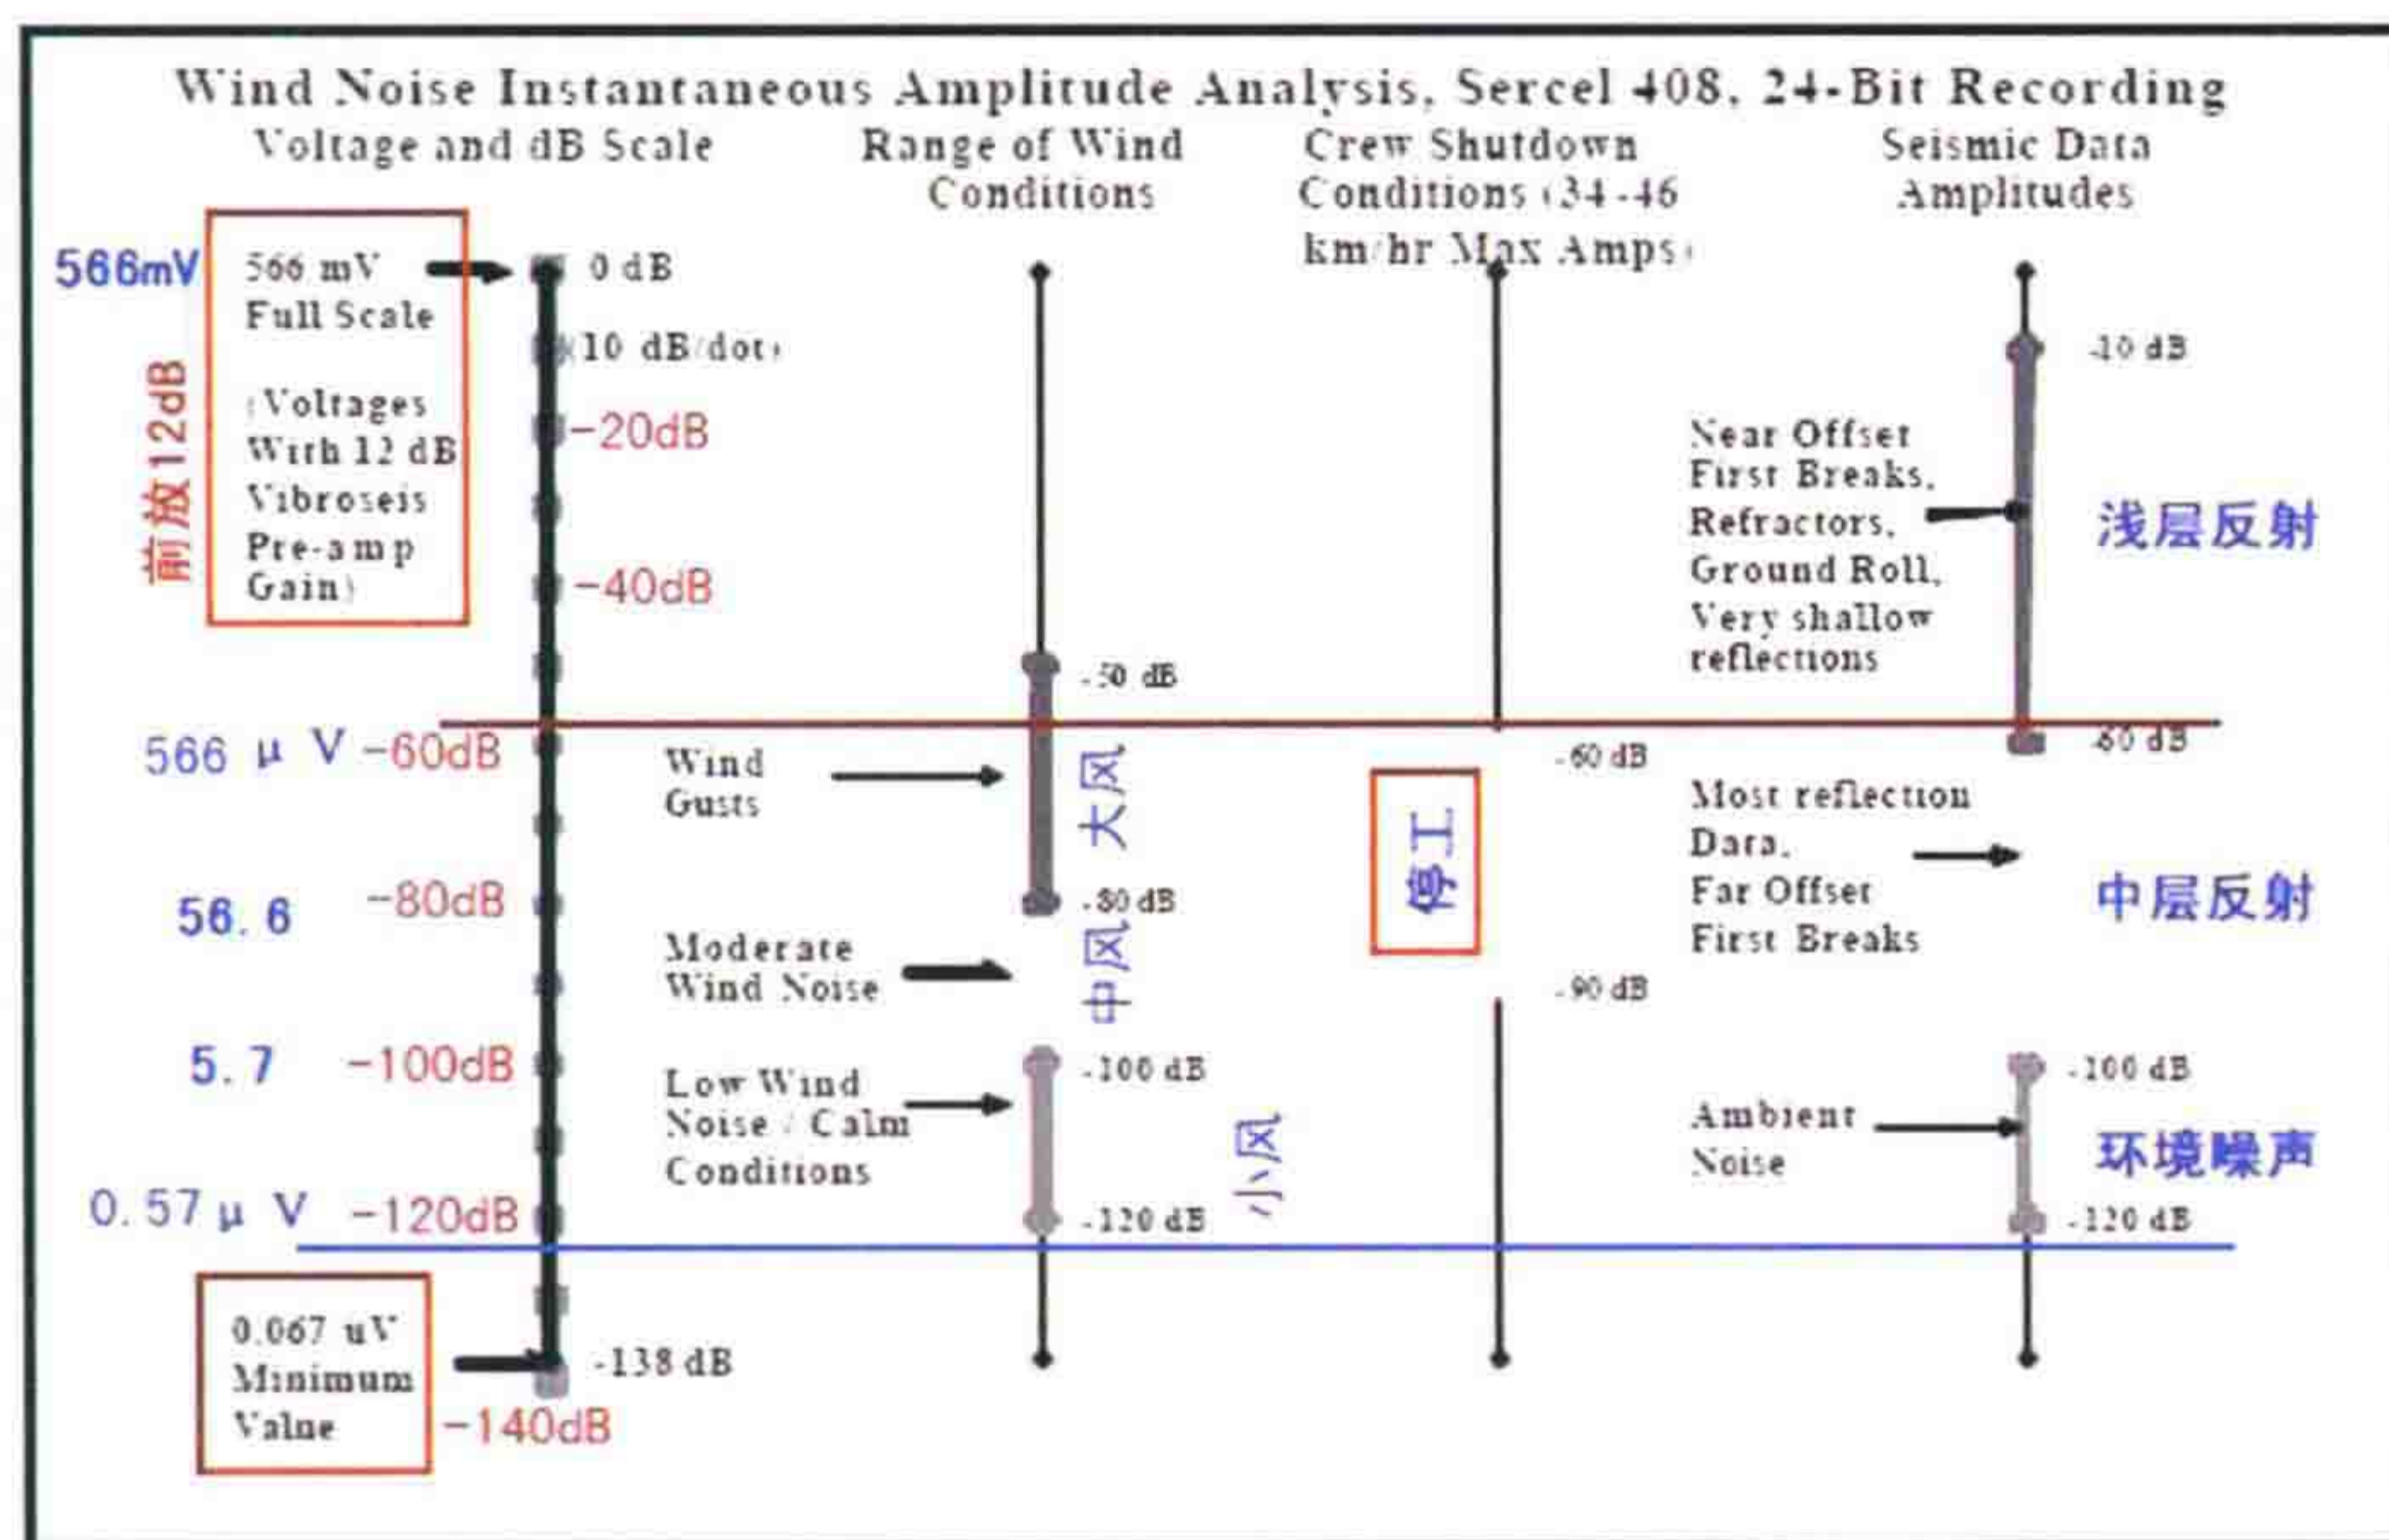 Wind Noise Instantaneous Amplitude Analysis, Sercel 408, 24-Bit Recording
Voltage and dB Scale
Range of Wind
Conditions
Crew Shutdown
Conditions (34-46
km/hr Max Amps)
Seismic Data
Amplitudes
566mV
566 mV
Full Scale
(Voltages
With 12 dB
Vibroseis
Pre-amp
Gain)
前放12dB
0 dB
(10 dB/dot)
-20dB
-40dB
566 μ V -60dB
56.6 -80dB
5.7 -100dB
0.57μ V -120dB
0.067 uV
Minimum
Value
-138 dB
-140dB
-50 dB
Wind
Gusts
大风
-80 dB
Moderate
Wind Noise
中风
-100 dB
Low Wind
Noise / Calm
Conditions
小风
-120 dB
-60 dB
停工
-90 dB
-10 dB
Near Offset
First Breaks,
Refractors,
Ground Roll,
Very shallow
reflections
浅层反射
-60 dB
Most reflection
Data,
Far Offset
First Breaks
中层反射
-100 dB
Ambient
Noise
环境噪声
-120 dB